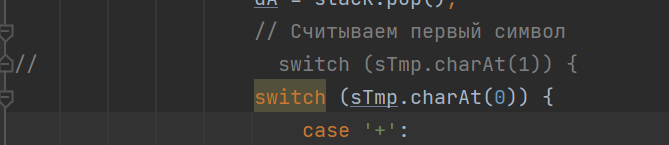 dA = stack.pop();
// Считываем первый символ
// switch (sTmp.charAt(1)) {
switch (sTmp.charAt(0)) {
case '+':